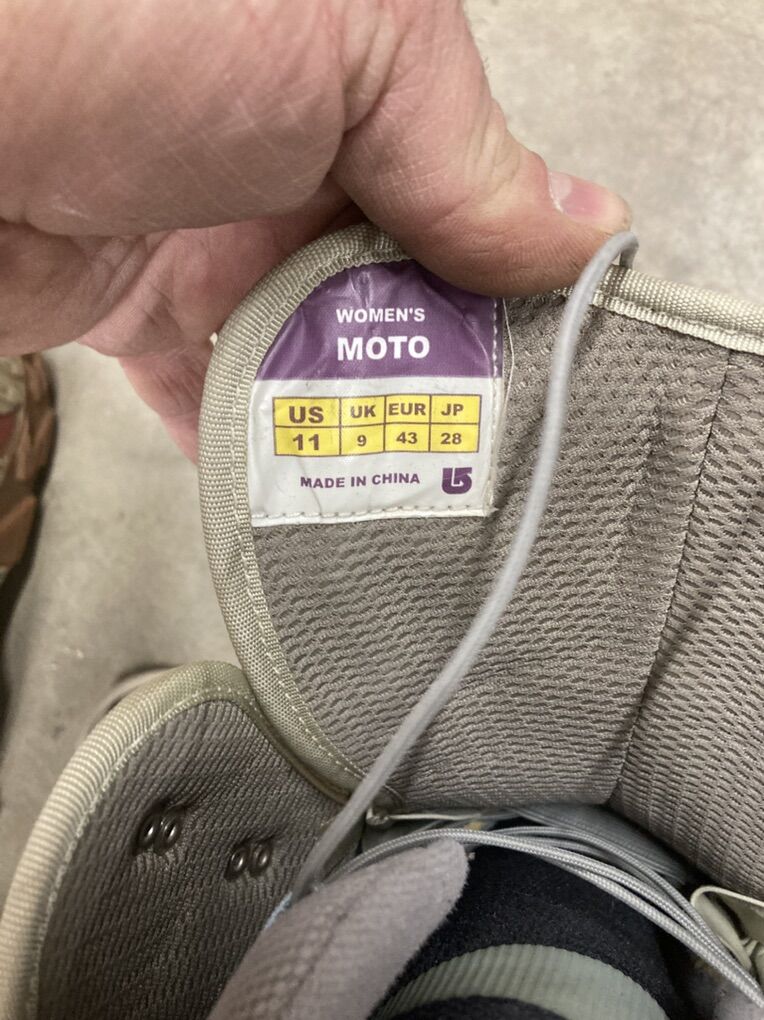 WOMEN'S
MOTO
US UK EUR JP
11 9 43 28
MADE IN CHINA